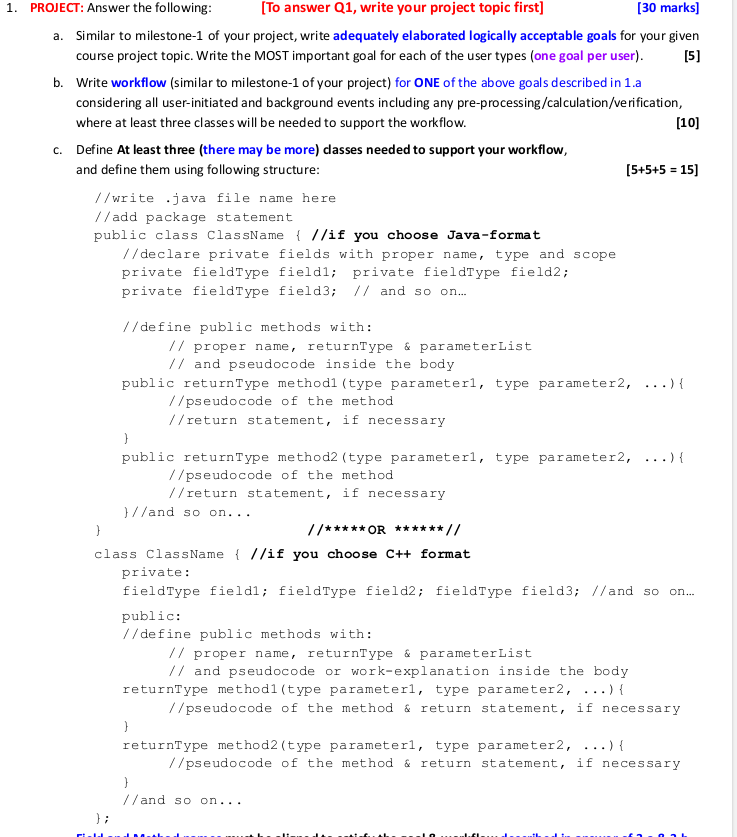 1. PROJECT: Answer the following: [To answer Q1, write your project topic first] [30 marks]
a. Similar to milestone-1 of your project, write adequately elaborated logically acceptable goals for your given
course project topic. Write the MOST important goal for each of the user types (one goal per user). [5]
b. Write workflow (similar to milestone-1 of your project) for ONE of the above goals described in 1.a
considering all user-initiated and background events including any pre-processing/calculation/verification,
where at least three classes will be needed to support the workflow. [10]
c. Define At least three (there may be more) classes needed to support your workflow,
and define them using following structure: [5+5+5 = 15]
//write .java file name here
//add package statement
public class ClassName { //if you choose Java-format
//declare private fields with proper name, type and scope
private fieldType field1; private fieldType field2;
private fieldType field3; // and so on…
//define public methods with:
// proper name, returnType & parameterList
// and pseudocode inside the body
public returnType method1(type parameter1, type parameter2, ...){
//pseudocode of the method
//return statement, if necessary
}
public returnType method2(type parameter1, type parameter2, ...){
//pseudocode of the method
//return statement, if necessary
}//and so on...
} //*****OR ******//
class ClassName { //if you choose C++ format
private:
fieldType field1; fieldType field2; fieldType field3; //and so on…
public:
//define public methods with:
// proper name, returnType & parameterList
// and pseudocode or work-explanation inside the body
returnType method1(type parameter1, type parameter2, ...){
//pseudocode of the method & return statement, if necessary
}
returnType method2(type parameter1, type parameter2, ...){
//pseudocode of the method & return statement, if necessary
}
//and so on...
};